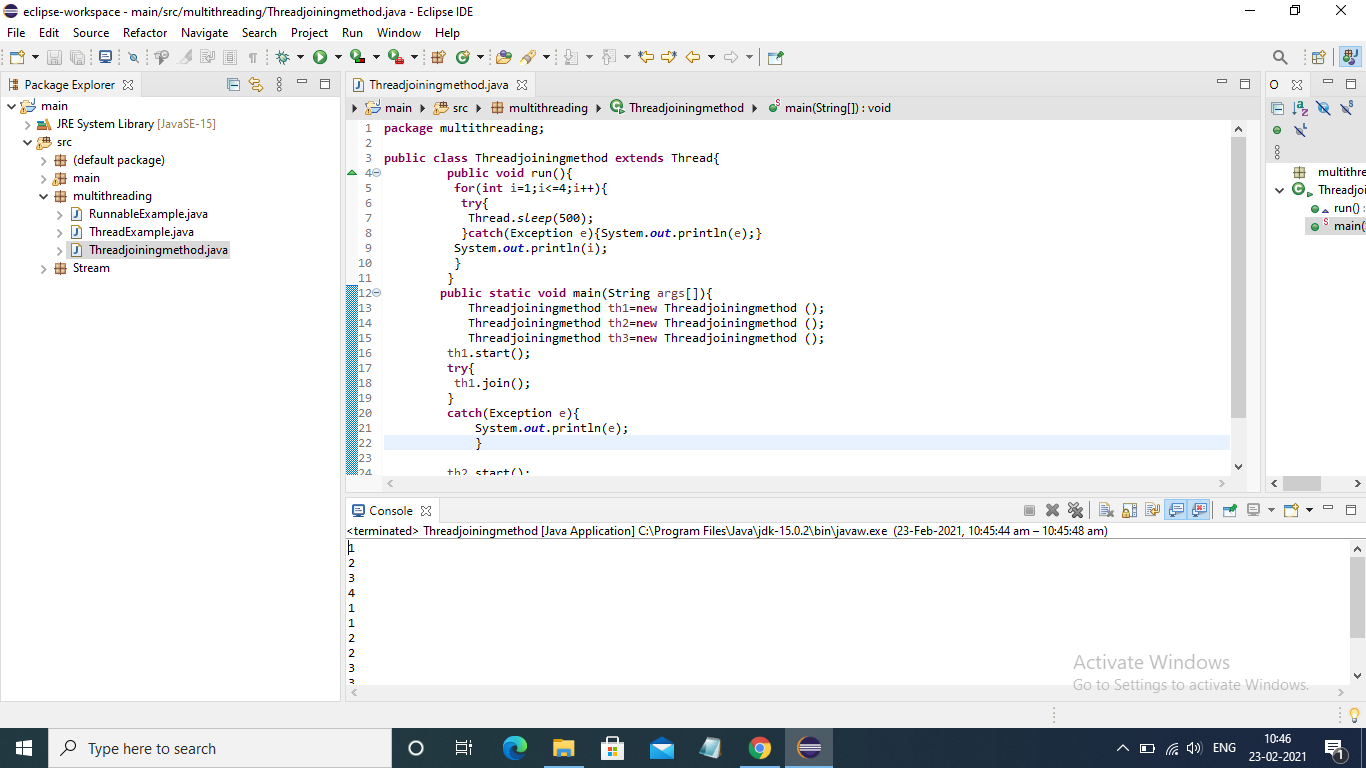 eclipse-workspace - main/src/multithreading/Threadjoiningmethod.java - Eclipse IDE
File Edit Source Refactor Navigate Search Project Run Window Help
Package Explorer
main
JRE System Library [JavaSE-15]
src
(default package)
main
multithreading
RunnableExample.java
ThreadExample.java
Threadjoiningmethod.java
Stream
Threadjoiningmethod.java
main src multithreading Threadjoiningmethod main(String[]) : void
1 package multithreading;
2
3 public class Threadjoiningmethod extends Thread{
4 public void run(){
5 for(int i=1;i<=4;i++){
6 try{
7 Thread.sleep(500);
8 }catch(Exception e){System.out.println(e);}
9 System.out.println(i);
10 }
11 }
12 public static void main(String args[]){
13 Threadjoiningmethod th1=new Threadjoiningmethod ();
14 Threadjoiningmethod th2=new Threadjoiningmethod ();
15 Threadjoiningmethod th3=new Threadjoiningmethod ();
16 th1.start();
17 try{
18 th1.join();
19 }
20 catch(Exception e){
21 System.out.println(e);
22 }
23
24 th2.start();
O
multithre
Threadjoi
run() :
main(
Console
<terminated> Threadjoiningmethod [Java Application] C:\Program Files\Java\jdk-15.0.2\bin\javaw.exe (23-Feb-2021, 10:45:44 am – 10:45:48 am)
1
2
3
4
1
1
2
2
3
3
Activate Windows
Go to Settings to activate Windows.
Type here to search
ENG
10:46
23-02-2021
1